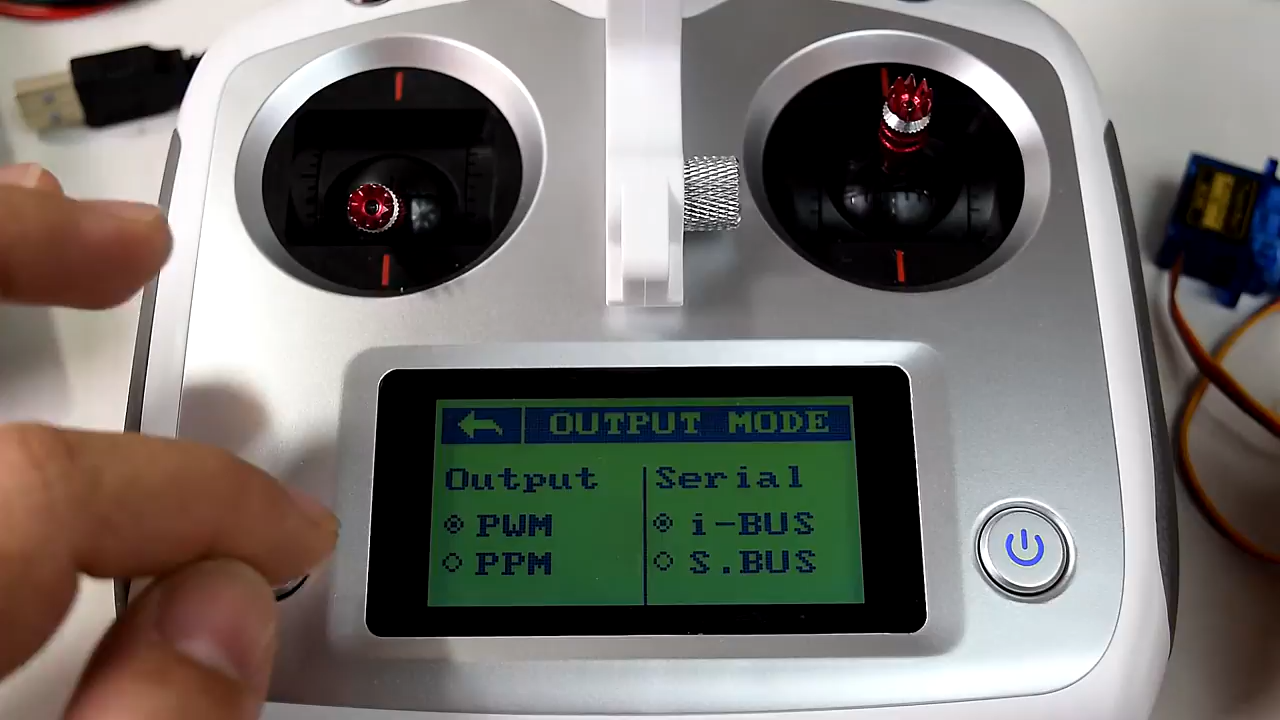 OUTPUT MODE
Output
Serial
PWM
i-BUS
PPM
S.BUS